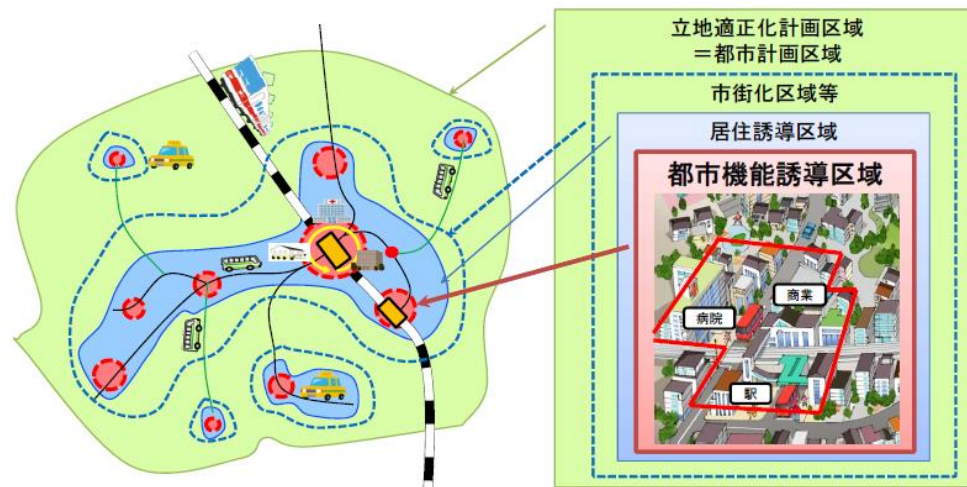 立地適正化計画区域
＝都市計画区域
市街化区域等
居住誘導区域
都市機能誘導区域
商業
病院
駅